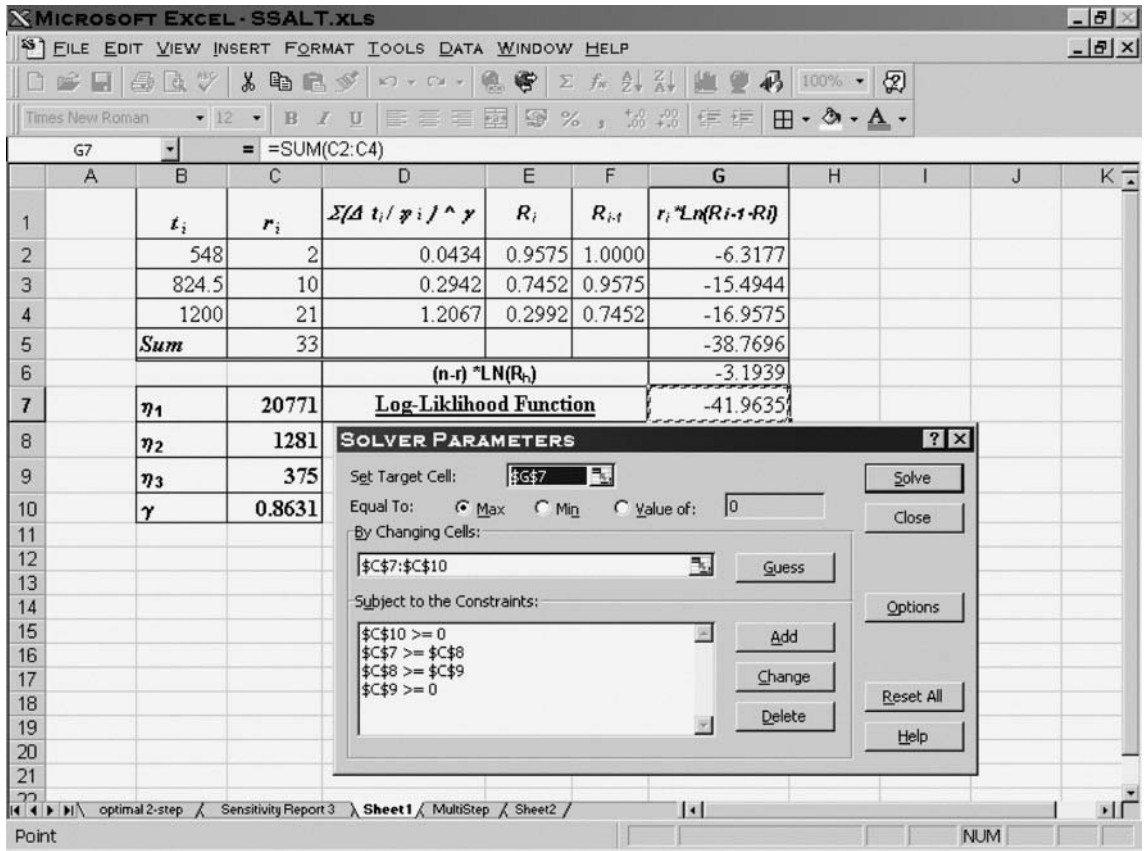 MICROSOFT EXCEL - SSALT.XLS
FILE EDIT VIEW INSERT FORMAT TOOLS DATA WINDOW HELP
100%
Times New Roman 12 B I U
G7 = =SUM(C2:C4)
A B C D E F G H I J K
1 tᵢ rᵢ Σ(Δ tᵢ/ 𝜂 i ) ^ γ Rᵢ Rᵢ₋₁ rᵢ*Ln(Ri-1-Ri)
2 548 2 0.0434 0.9575 1.0000 -6.3177
3 824.5 10 0.2942 0.7452 0.9575 -15.4944
4 1200 21 1.2067 0.2992 0.7452 -16.9575
5 Sum 33 -38.7696
6 (n-r) *LN(Rₕ) -3.1939
7 η₁ 20771 Log-Liklihood Function -41.9635
8 η₂ 1281
9 η₃ 375
10 γ 0.8631
11
12
13
14
15
16
17
18
19
20
21
22
SOLVER PARAMETERS
Set Target Cell: $G$7 Solve
Equal To: Max Min Value of: 0 Close
By Changing Cells:
$C$7:$C$10 Guess
Subject to the Constraints: Options
$C$10 >= 0 Add
$C$7 >= $C$8
$C$8 >= $C$9 Change
$C$9 >= 0 Reset All
Delete
Help
optimal 2-step Sensitivity Report 3 Sheet1 MultiStep Sheet2
Point NUM